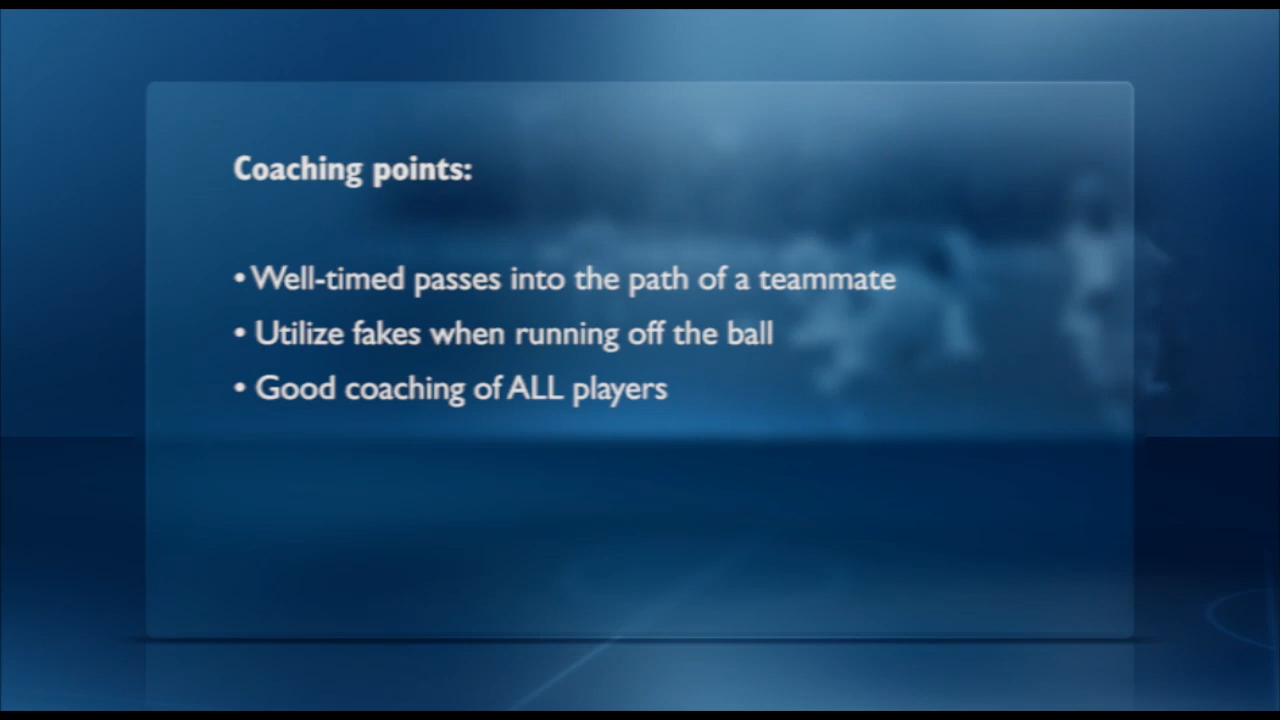 Coaching points:
• Well-timed passes into the path of a teammate
• Utilize fakes when running off the ball
• Good coaching of ALL players